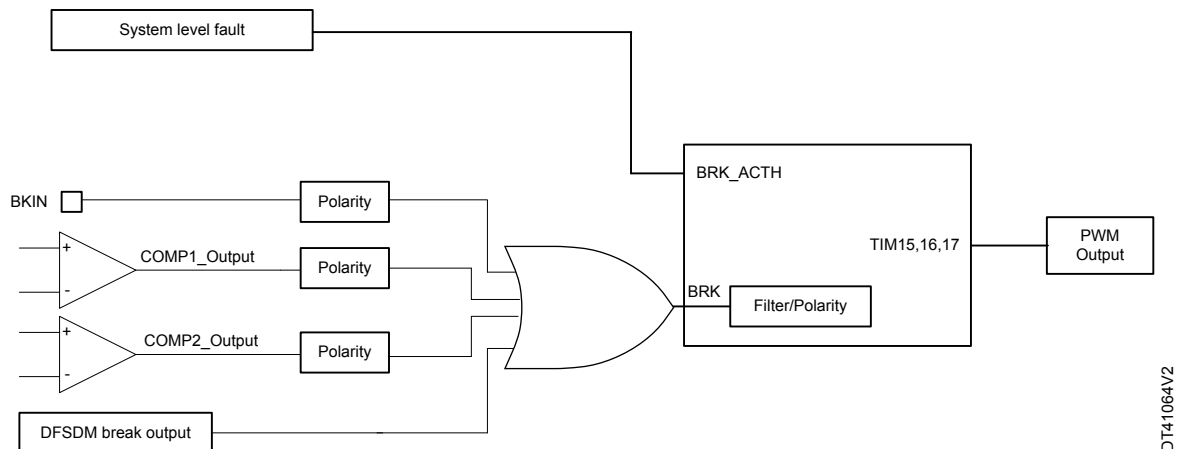 System level fault
BRK_ACTH
BKIN
Polarity
TIM15,16,17
PWM
Output
+
-
COMP1_Output
Polarity
BRK
Filter/Polarity
+
-
COMP2_Output
Polarity
DFSDM break output
DT41064V2